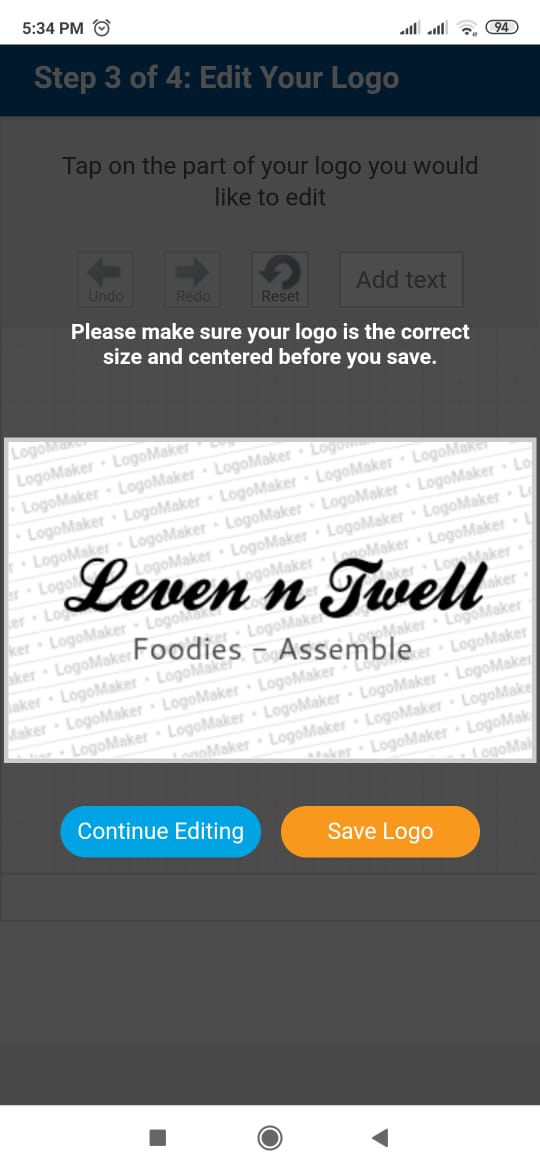 5:34 PM
94
Step 3 of 4: Edit Your Logo
Tap on the part of your logo you would
like to edit
Undo
Redo
Reset
Add text
Please make sure your logo is the correct
size and centered before you save.
LogoMaker • LogoMaker • LogoMaker • LogoMaker • LogoMaker
Leven n Twell
Foodies - Assemble
Continue Editing
Save Logo